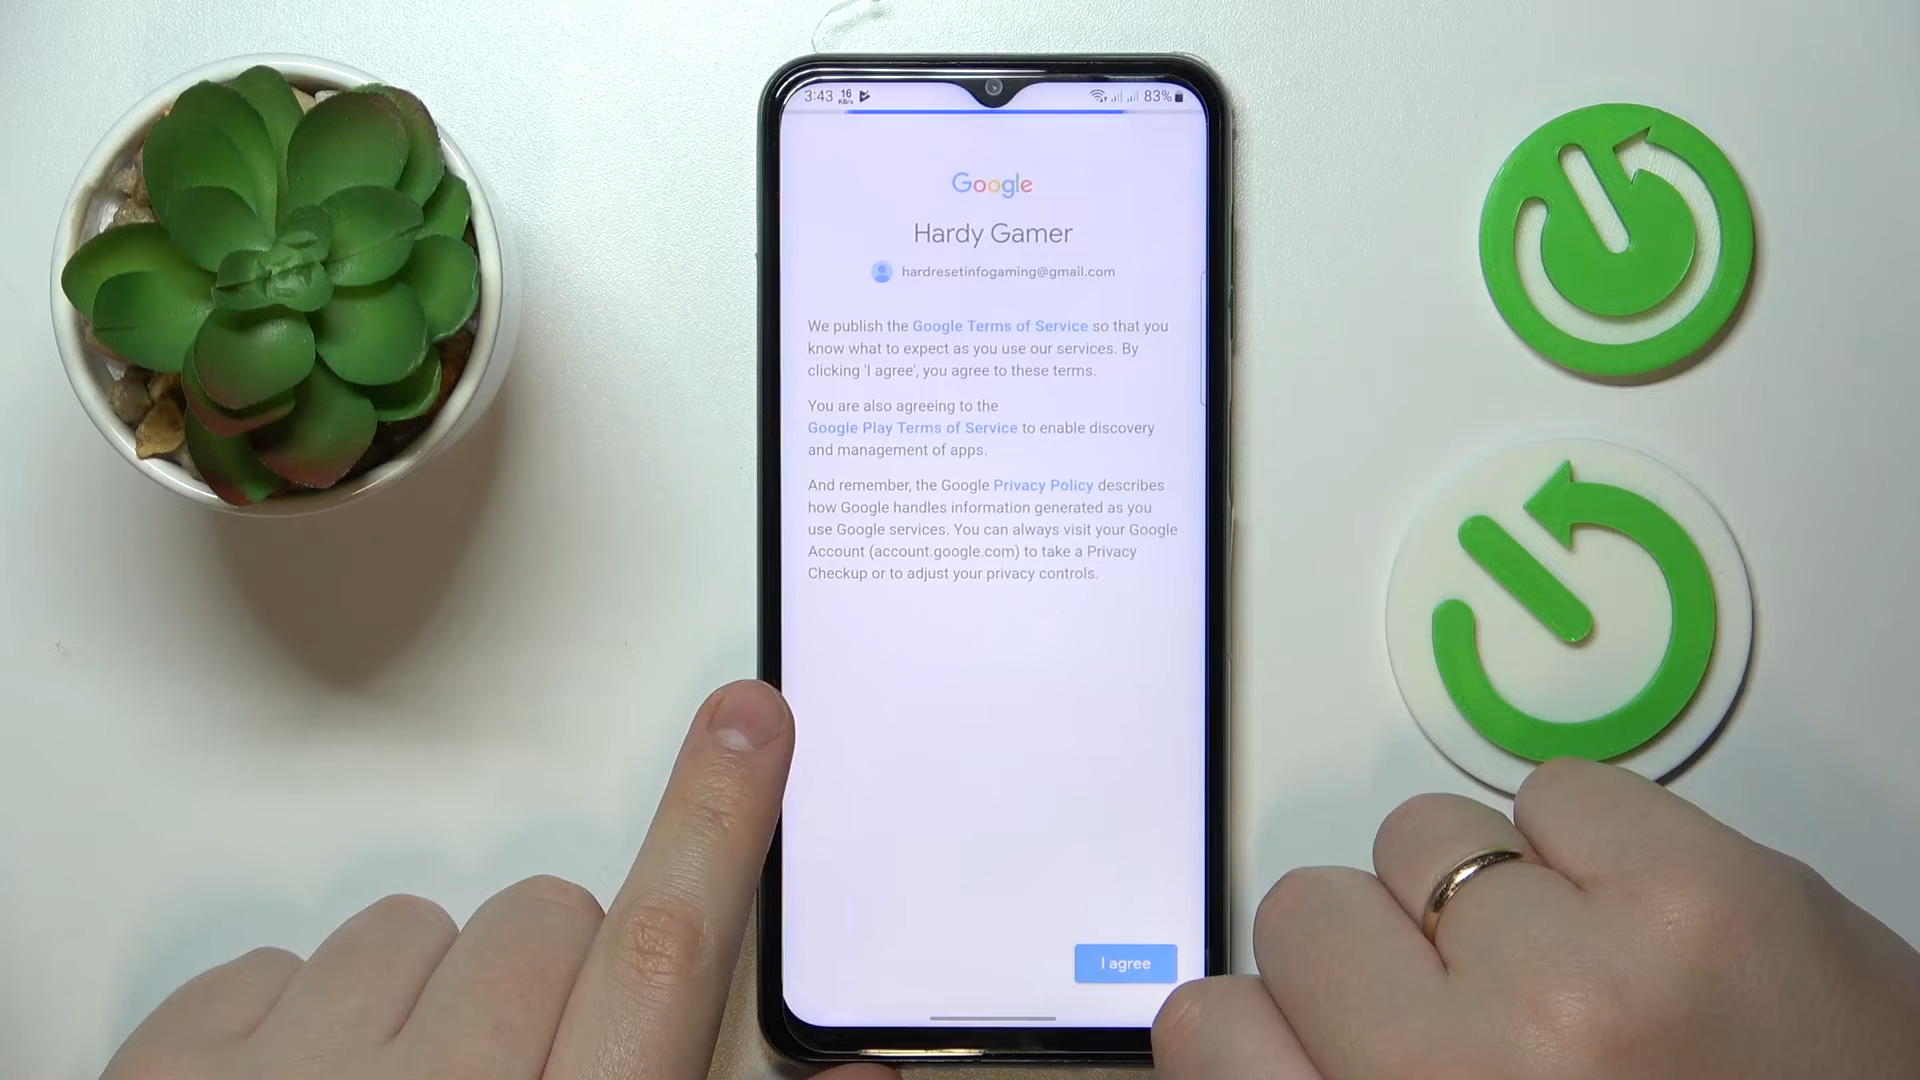 3:43 16 KB/s 83%
Google
Hardy Gamer
hardresetinfogaming@gmail.com
We publish the Google Terms of Service so that you
know what to expect as you use our services. By
clicking 'I agree', you agree to these terms.
You are also agreeing to the
Google Play Terms of Service to enable discovery
and management of apps.
And remember, the Google Privacy Policy describes
how Google handles information generated as you
use Google services. You can always visit your Google
Account (account.google.com) to take a Privacy
Checkup or to adjust your privacy controls.
I agree